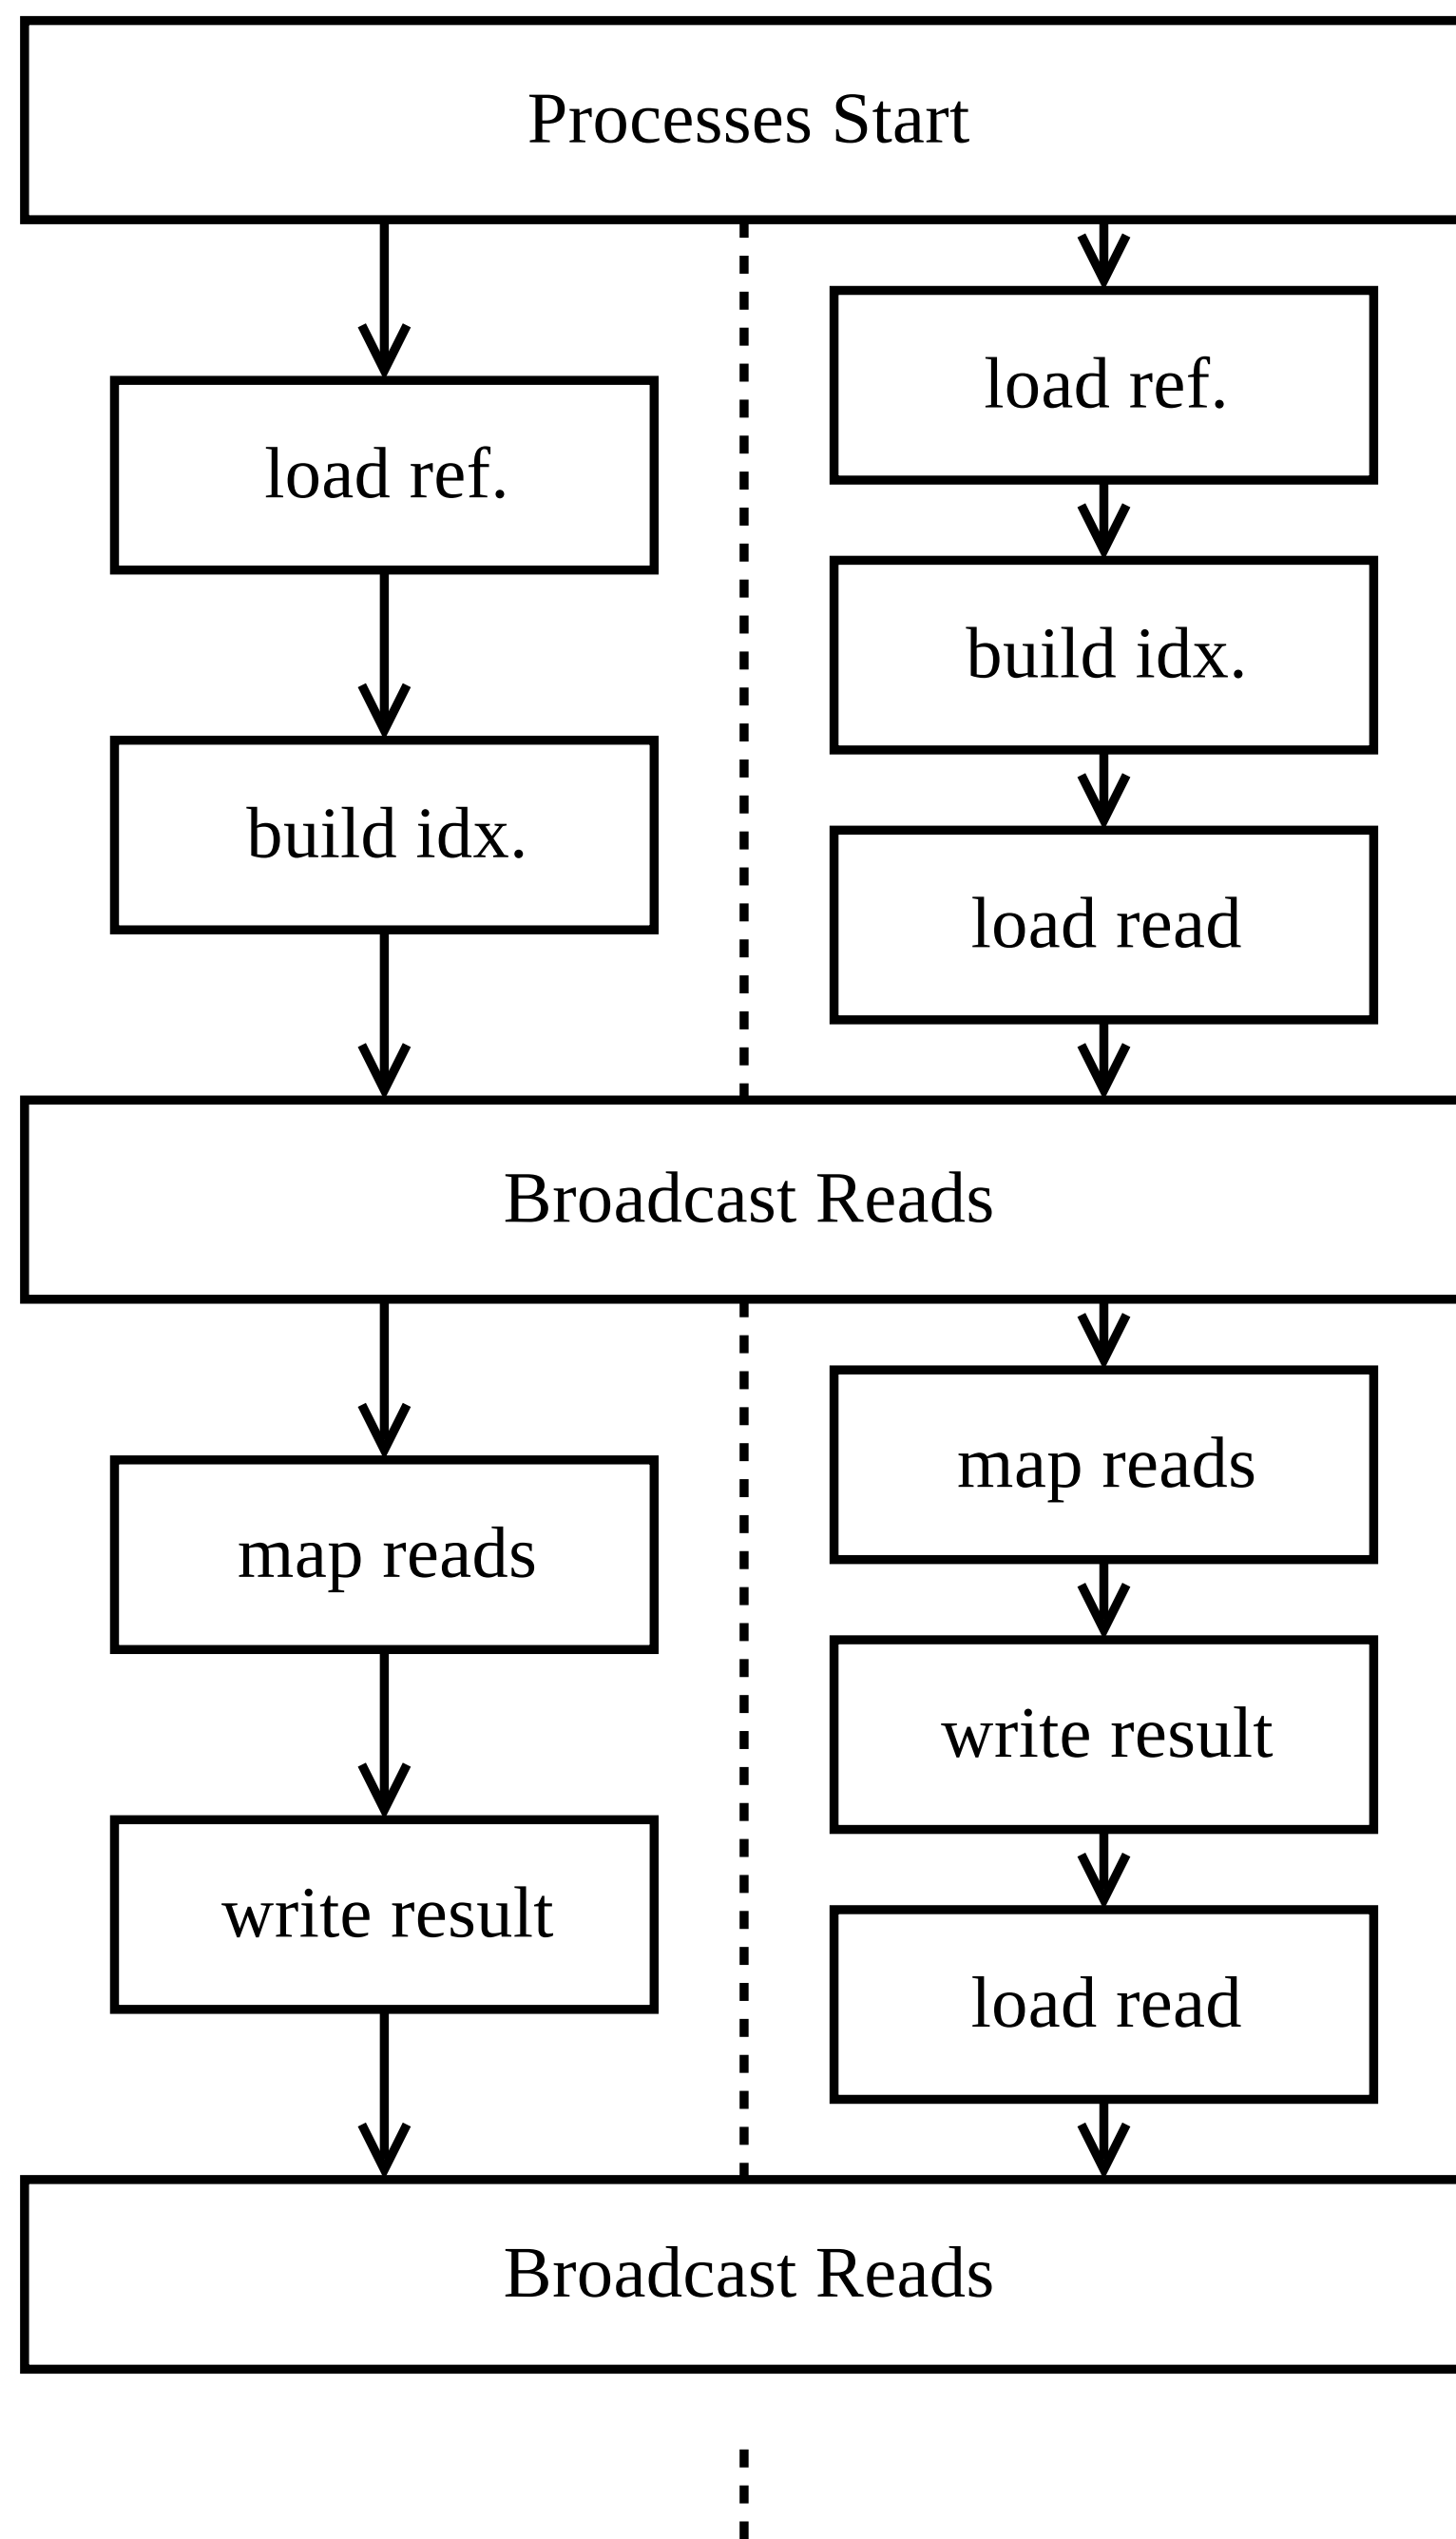 Processes Start
load ref.
build idx.
load ref.
build idx.
load read
Broadcast Reads
map reads
write result
map reads
write result
load read
Broadcast Reads